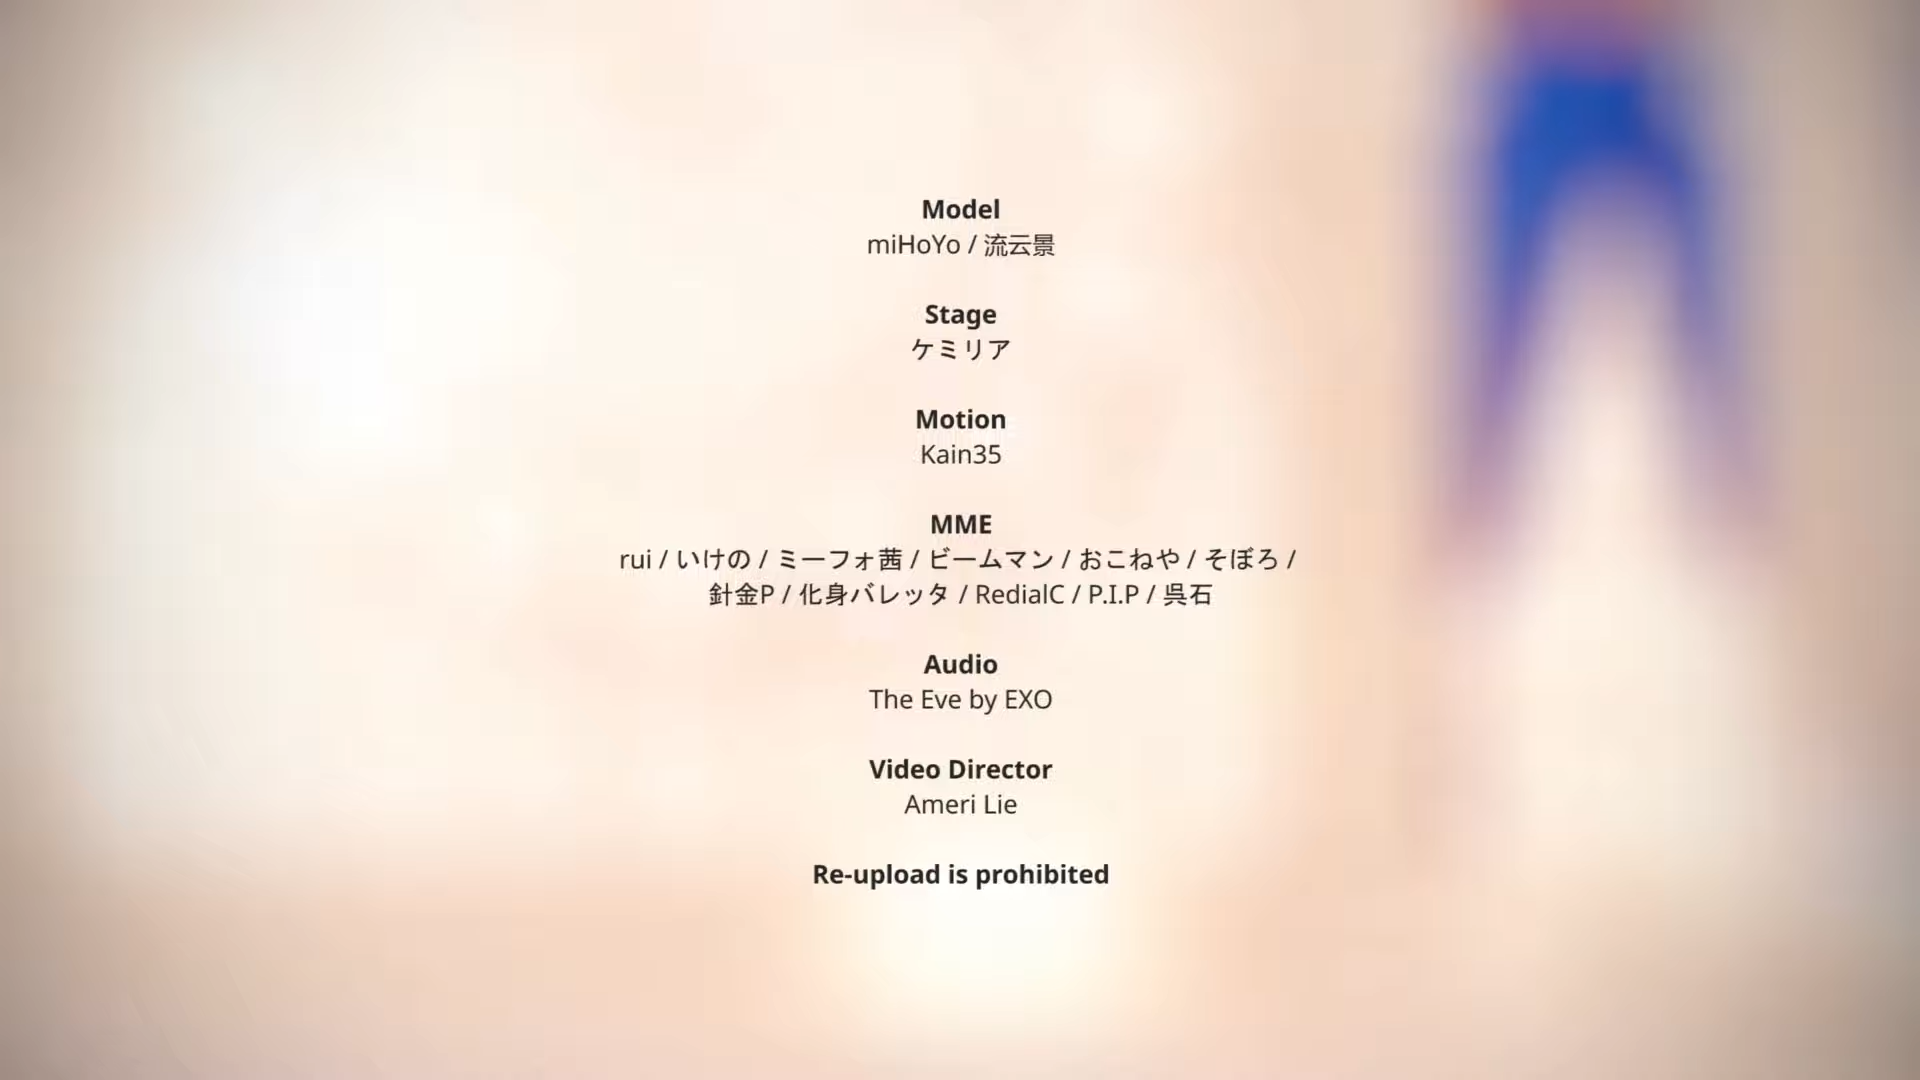 Model
miHoYo / 流云景
Stage
ケミリア
Motion
Kain35
MME
rui / いけの / ミーフォ茜 / ビームマン / おこねや / そぼろ /
針金P / 化身バレッタ / RedialC / P.I.P / 呉石
Audio
The Eve by EXO
Video Director
Ameri Lie
Re-upload is prohibited